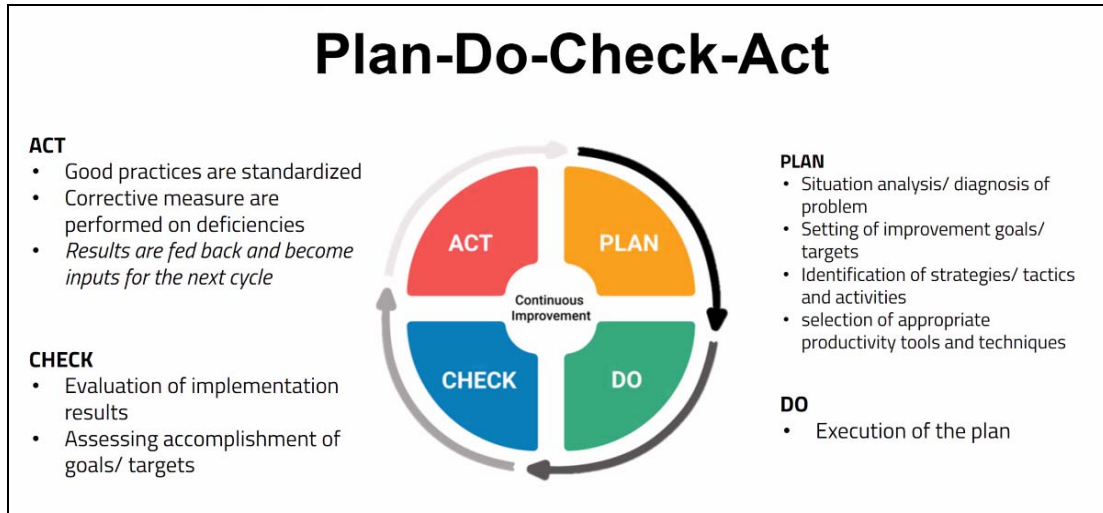 Plan-Do-Check-Act
ACT
• Good practices are standardized
• Corrective measure are
performed on deficiencies
• Results are fed back and become
inputs for the next cycle
CHECK
• Evaluation of implementation
results
• Assessing accomplishment of
goals/ targets
ACT
PLAN
Continuous
Improvement
CHECK
DO
PLAN
• Situation analysis/ diagnosis of
problem
• Setting of improvement goals/
targets
• Identification of strategies/ tactics
and activities
• selection of appropriate
productivity tools and techniques
DO
• Execution of the plan